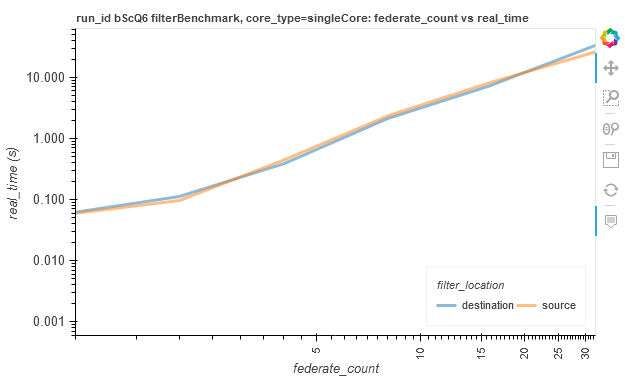 run_id bScQ6 filterBenchmark, core_type=singleCore: federate_count vs real_time
10.000
1.000
0.100
0.010
0.001
real_time (s)
filter_location
destination source
5 10 15 20 25 30
federate_count